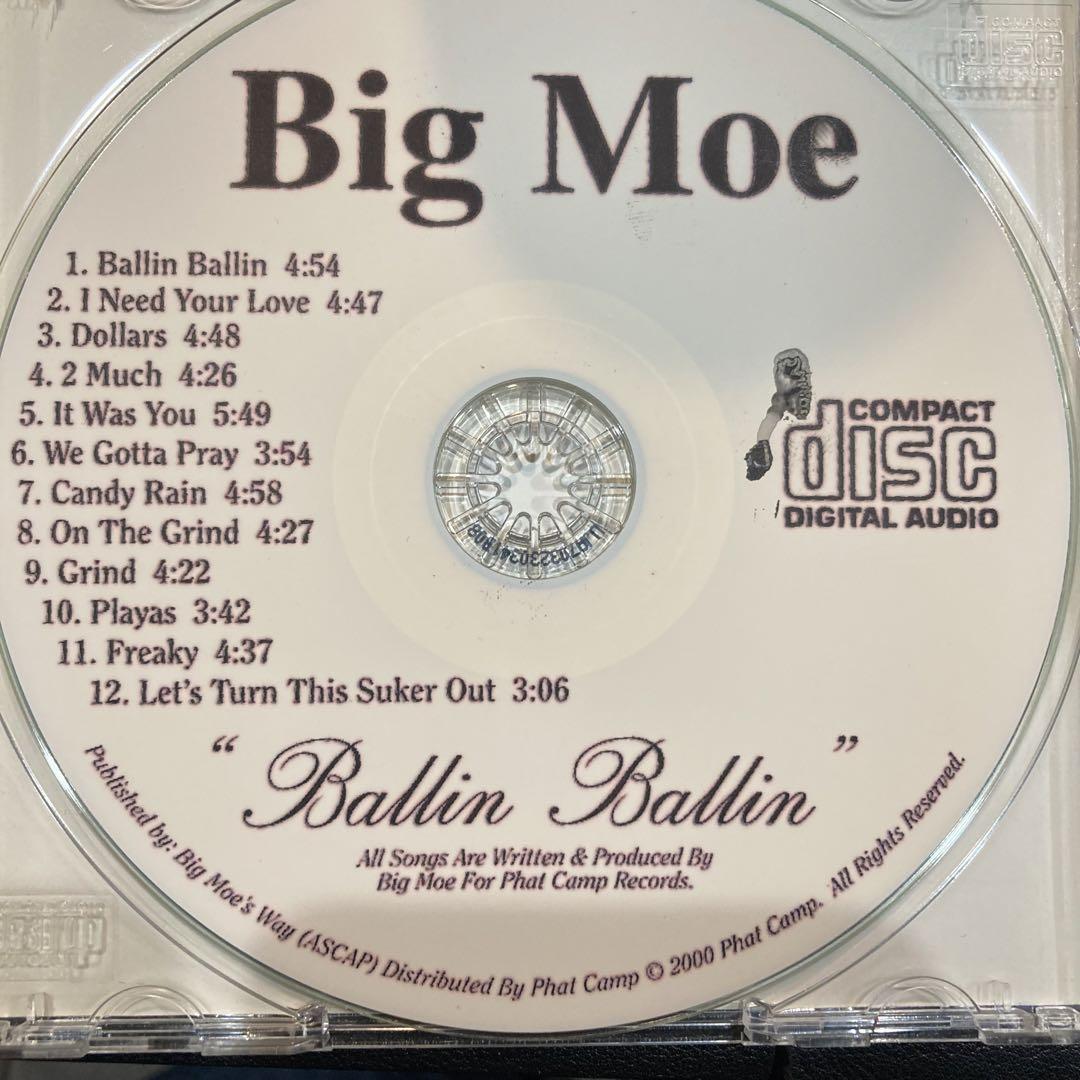 Big Moe
1. Ballin Ballin 4:54
2. I Need Your Love 4:47
3. Dollars 4:48
4. 2 Much 4:26
5. It Was You 5:49
6. We Gotta Pray 3:54
7. Candy Rain 4:58
8. On The Grind 4:27
9. Grind 4:22
10. Playas 3:42
11. Freaky 4:37
12. Let's Turn This Suker Out 3:06
COMPACT
disc
DIGITAL AUDIO
“ Ballin Ballin ”
All Songs Are Written & Produced By
Big Moe For Phat Camp Records.
Published by: Big Moe's Way (ASCAP) Distributed By Phat Camp © 2000 Phat Camp. All Rights Reserved.
COMPACT
disc
DIGITAL AUDIO